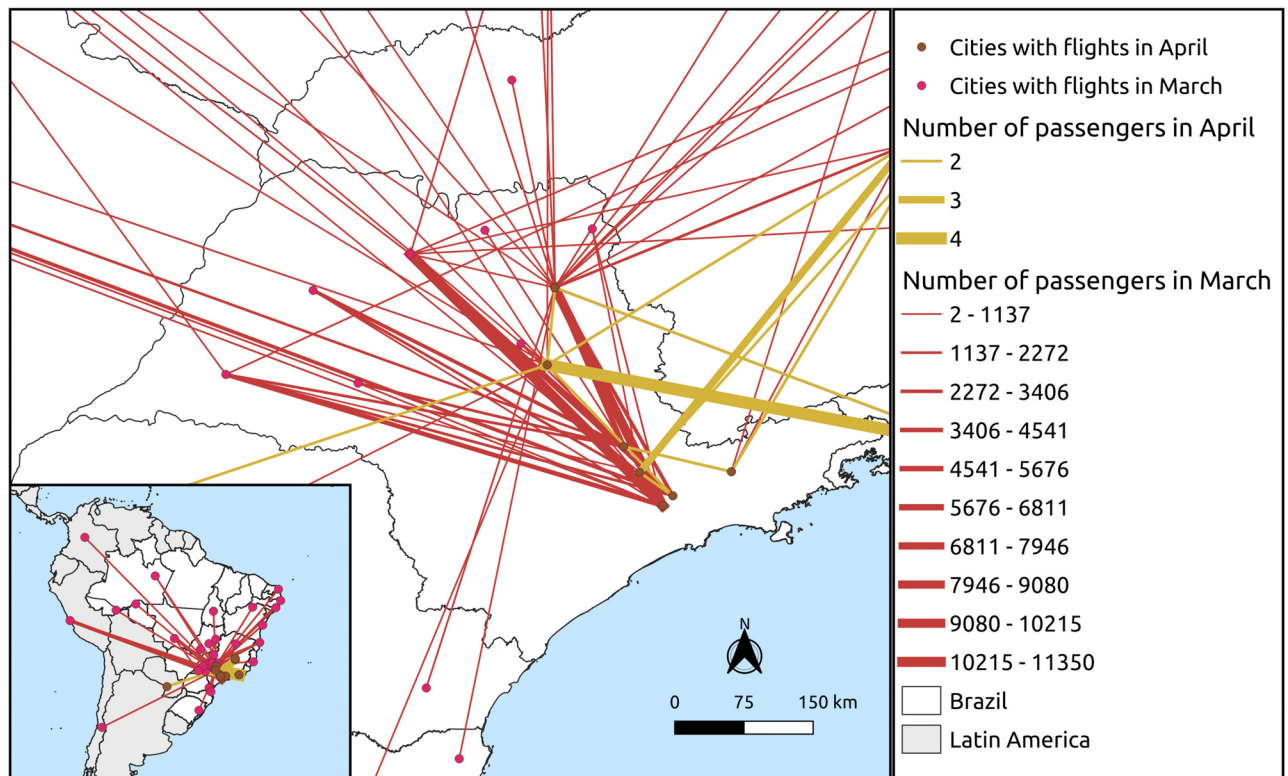 Cities with flights in April
Cities with flights in March
Number of passengers in April
2
3
4
Number of passengers in March
2 - 1137
1137 - 2272
2272 - 3406
3406 - 4541
4541 - 5676
5676 - 6811
6811 - 7946
7946 - 9080
9080 - 10215
10215 - 11350
Brazil
Latin America
N
0 75 150 km